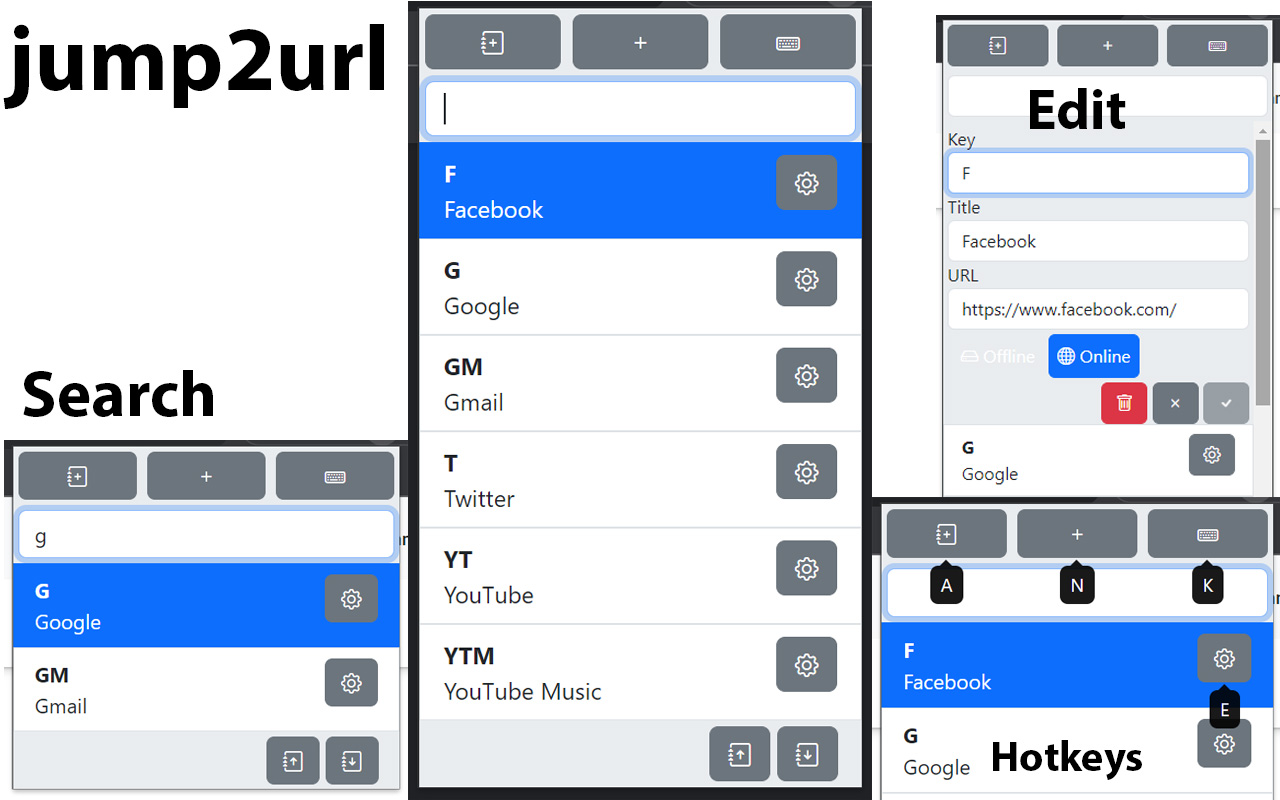 jump2url
Search
g
G
Google
GM
Gmail
F
Facebook
G
Google
GM
Gmail
T
Twitter
YT
YouTube
YTM
YouTube Music
Edit
Key
F
Title
Facebook
URL
https://www.facebook.com/
Offline Online
G
Google
A N K
F
Facebook
E
G
Google
Hotkeys